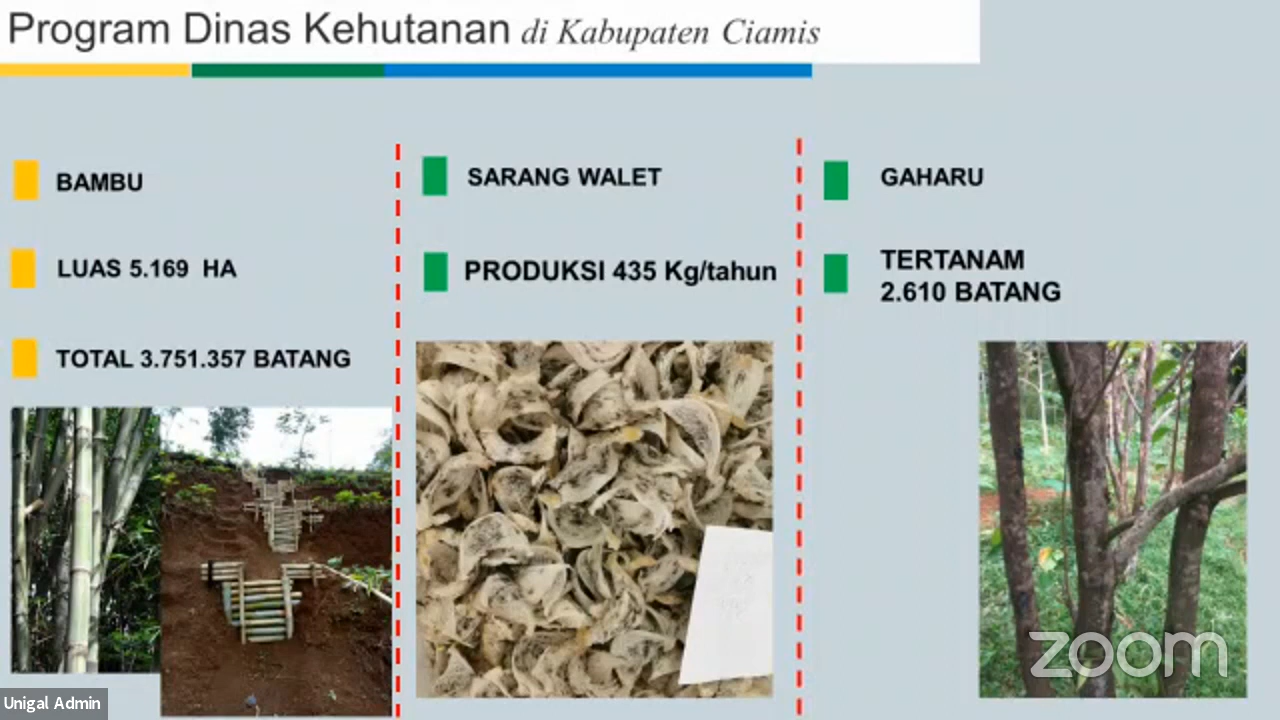 Program Dinas Kehutanan di Kabupaten Ciamis
BAMBU
LUAS 5.169 HA
TOTAL 3.751.357 BATANG
SARANG WALET
PRODUKSI 435 Kg/tahun
GAHARU
TERTANAM
2.610 BATANG
zoom
Unigal Admin